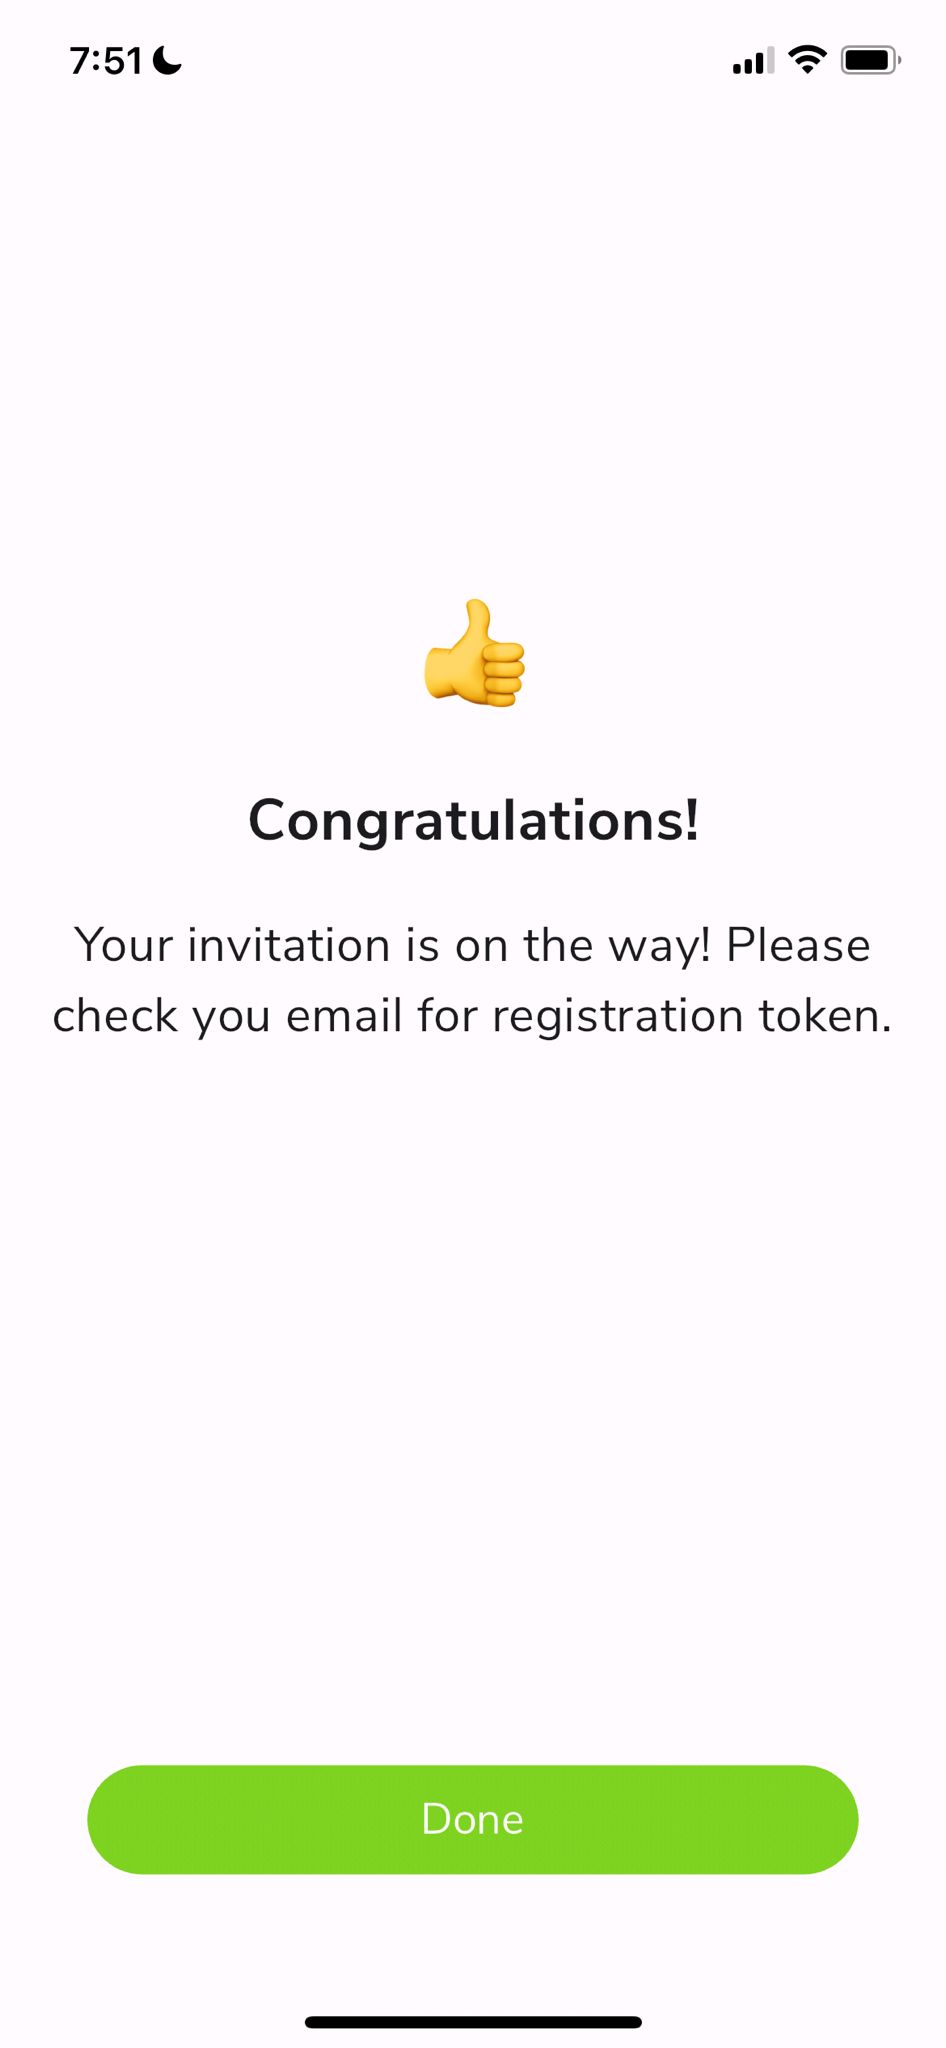 7:51
Congratulations!
Your invitation is on the way! Please
check you email for registration token.
Done